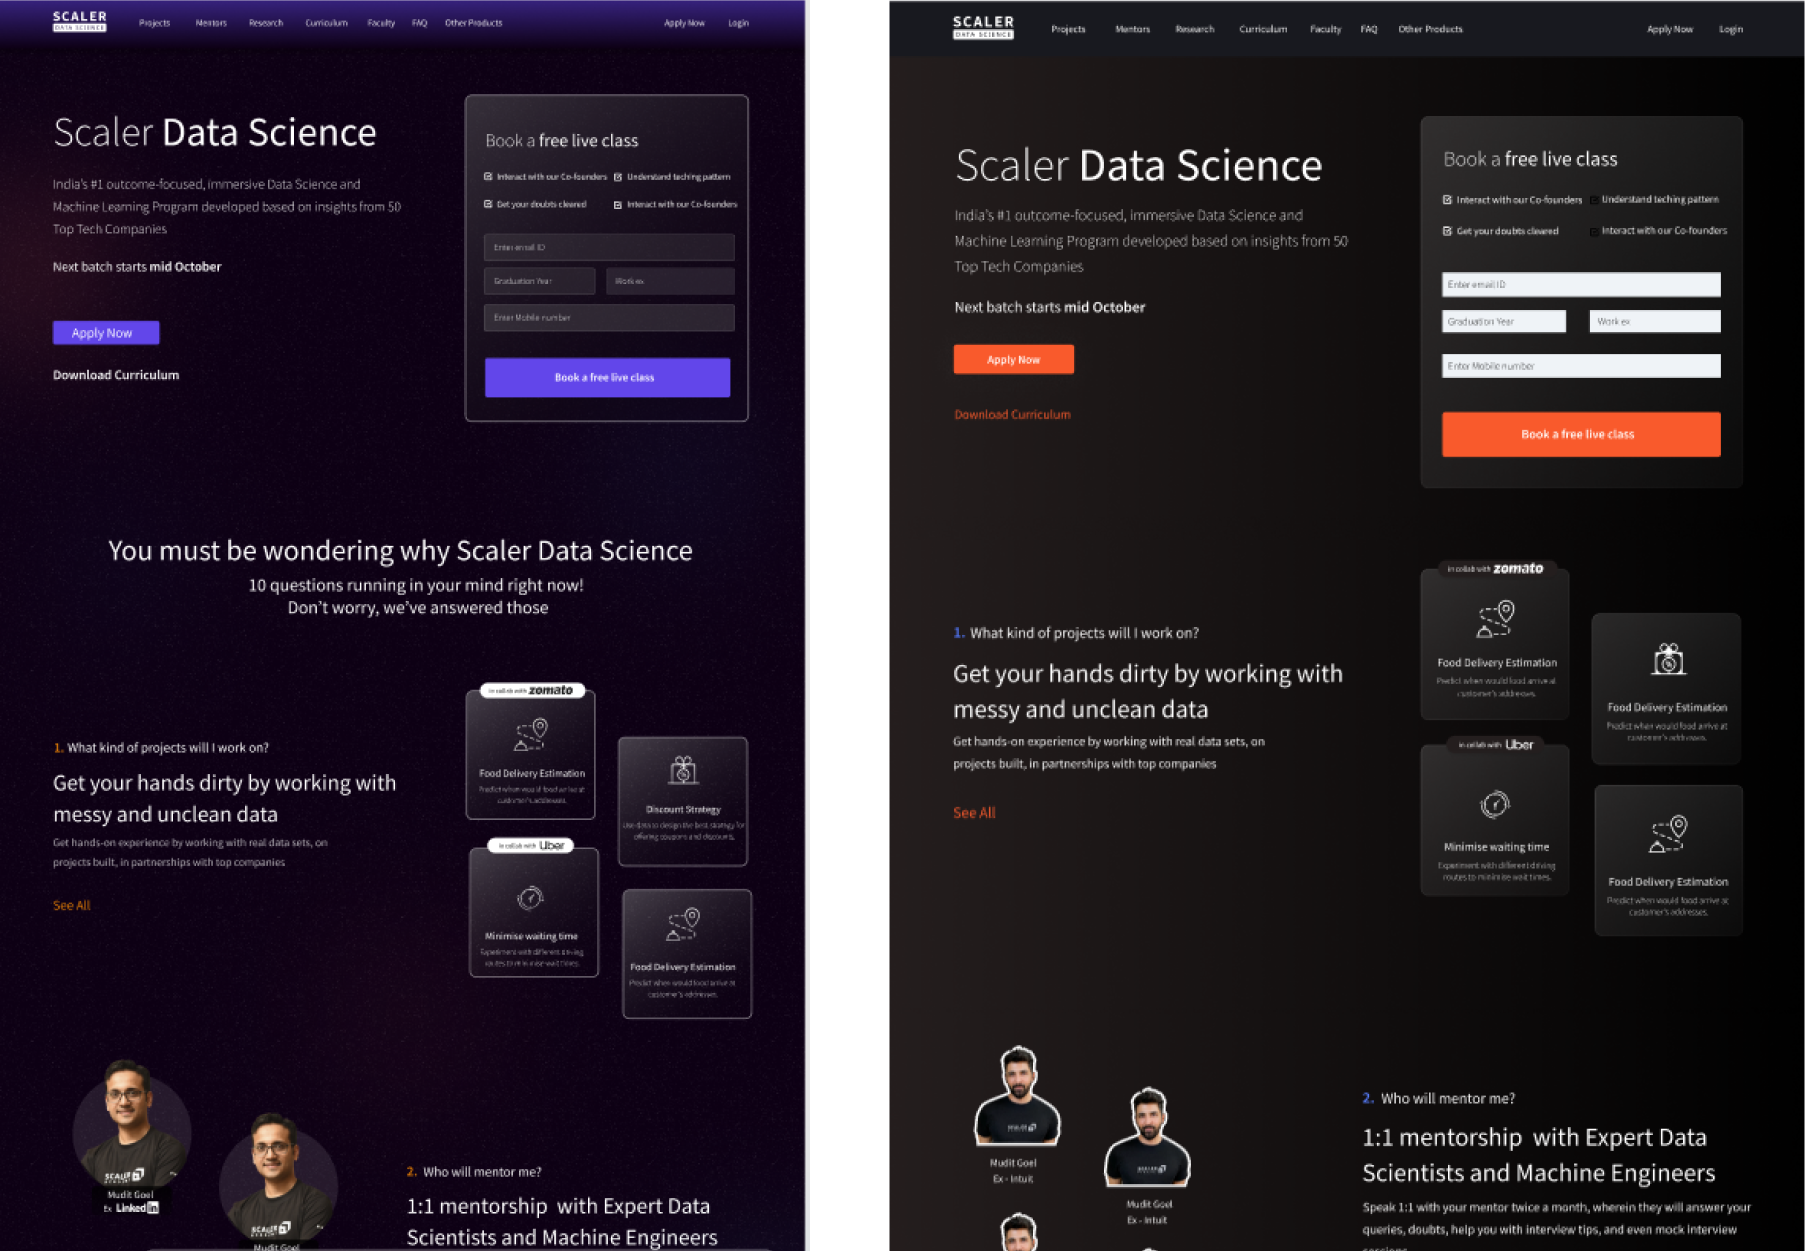 SCALER
DATA SCIENCE
Projects Mentors Research Curriculum Faculty FAQ Other Products Apply Now Login
Scaler Data Science
India's #1 outcome-focused, immersive Data Science and
Machine Learning Program developed based on insights from 50
Top Tech Companies
Next batch starts mid October
Apply Now
Download Curriculum
Book a free live class
Interact with our Co-founders Understand teching pattern
Get your doubts cleared Interact with our Co-founders
Enter email ID
Graduation Year Work ex
Enter Mobile number
Book a free live class
You must be wondering why Scaler Data Science
10 questions running in your mind right now!
Don't worry, we've answered those
1. What kind of projects will I work on?
Get your hands dirty by working with
messy and unclean data
Get hands-on experience by working with real data sets, on
projects built, in partnerships with top companies
See All
in collab with zomato
Food Delivery Estimation
Predict when would food arrive at
customer's addresses.
Discount Strategy
Use data to design the best strategy for
offering coupons and discounts.
in collab with Uber
Minimise waiting time
Experiment with different driving
routes to minimise wait times.
Food Delivery Estimation
Predict when would food arrive at
customer's addresses.
SCALER
Mudit Goel
Ex LinkedIn
SCALER
Mudit Goel
2. Who will mentor me?
1:1 mentorship with Expert Data
Scientists and Machine Engineers
SCALER
DATA SCIENCE
Projects Mentors Research Curriculum Faculty FAQ Other Products Apply Now Login
Scaler Data Science
India's #1 outcome-focused, immersive Data Science and
Machine Learning Program developed based on insights from 50
Top Tech Companies
Next batch starts mid October
Apply Now
Download Curriculum
Book a free live class
Interact with our Co-founders Understand teching pattern
Get your doubts cleared Interact with our Co-founders
Enter email ID
Graduation Year Work ex
Enter Mobile number
Book a free live class
1. What kind of projects will I work on?
Get your hands dirty by working with
messy and unclean data
Get hands-on experience by working with real data sets, on
projects built, in partnerships with top companies
See All
in collab with zomato
Food Delivery Estimation
Predict when would food arrive at
customer's addresses.
Food Delivery Estimation
Predict when would food arrive at
customer's addresses.
in collab with Uber
Minimise waiting time
Experiment with different driving
routes to minimise wait times.
Food Delivery Estimation
Predict when would food arrive at
customer's addresses.
SCALER
Mudit Goel
Ex - Intuit
SCALER
Mudit Goel
Ex - Intuit
2. Who will mentor me?
1:1 mentorship with Expert Data
Scientists and Machine Engineers
Speak 1:1 with your mentor twice a month, wherein they will answer your
queries, doubts, help you with interview tips, and even mock interview